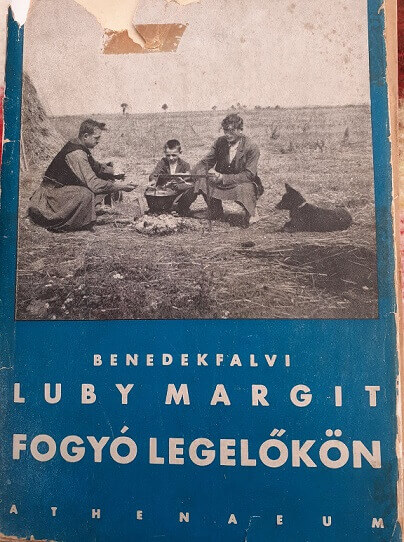 BENEDEKFALVI
LUBY MARGIT
FOGYÓ LEGELŐKÖN
ATHENAEUM